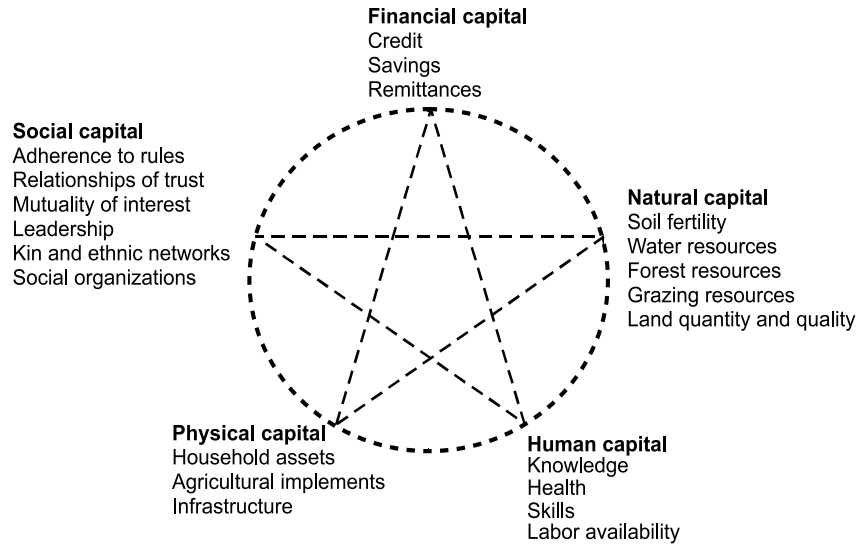 Financial capital
Credit
Savings
Remittances
Social capital
Adherence to rules
Relationships of trust
Mutuality of interest
Leadership
Kin and ethnic networks
Social organizations
Natural capital
Soil fertility
Water resources
Forest resources
Grazing resources
Land quantity and quality
Physical capital
Household assets
Agricultural implements
Infrastructure
Human capital
Knowledge
Health
Skills
Labor availability